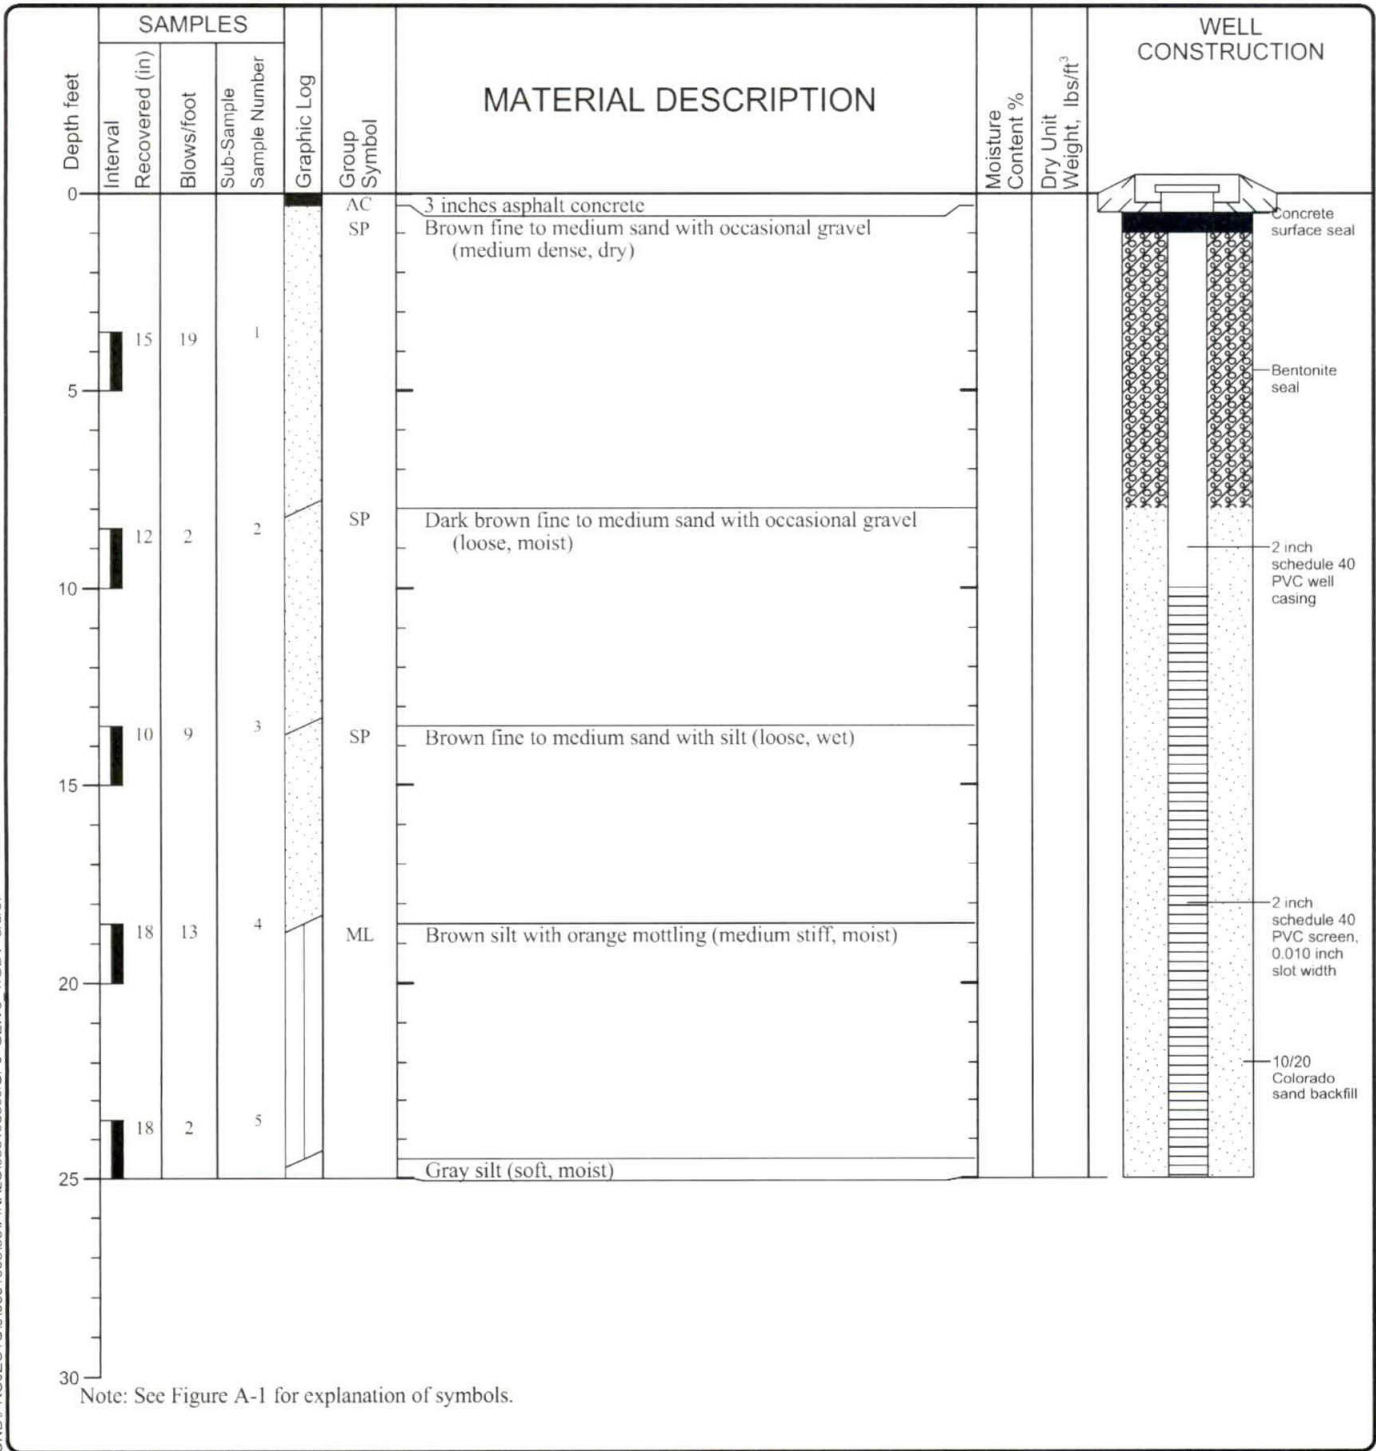 SAMPLES
WELL
CONSTRUCTION
Depth feet
Interval
Recovered (in)
Blows/foot
Sub-Sample
Sample Number
Graphic Log
Group
Symbol
MATERIAL DESCRIPTION
Moisture
Content %
Dry Unit
Weight, lbs/ft³
0
AC
3 inches asphalt concrete
SP
Brown fine to medium sand with occasional gravel
(medium dense, dry)
Concrete
surface seal
15
19
1
5
Bentonite
seal
12
2
2
SP
Dark brown fine to medium sand with occasional gravel
(loose, moist)
2 inch
schedule 40
PVC well
casing
10
10
9
3
SP
Brown fine to medium sand with silt (loose, wet)
15
18
13
4
ML
Brown silt with orange mottling (medium stiff, moist)
2 inch
schedule 40
PVC screen,
0.010 inch
slot width
20
10/20
Colorado
sand backfill
18
2
5
Gray silt (soft, moist)
25
30
Note: See Figure A-1 for explanation of symbols.